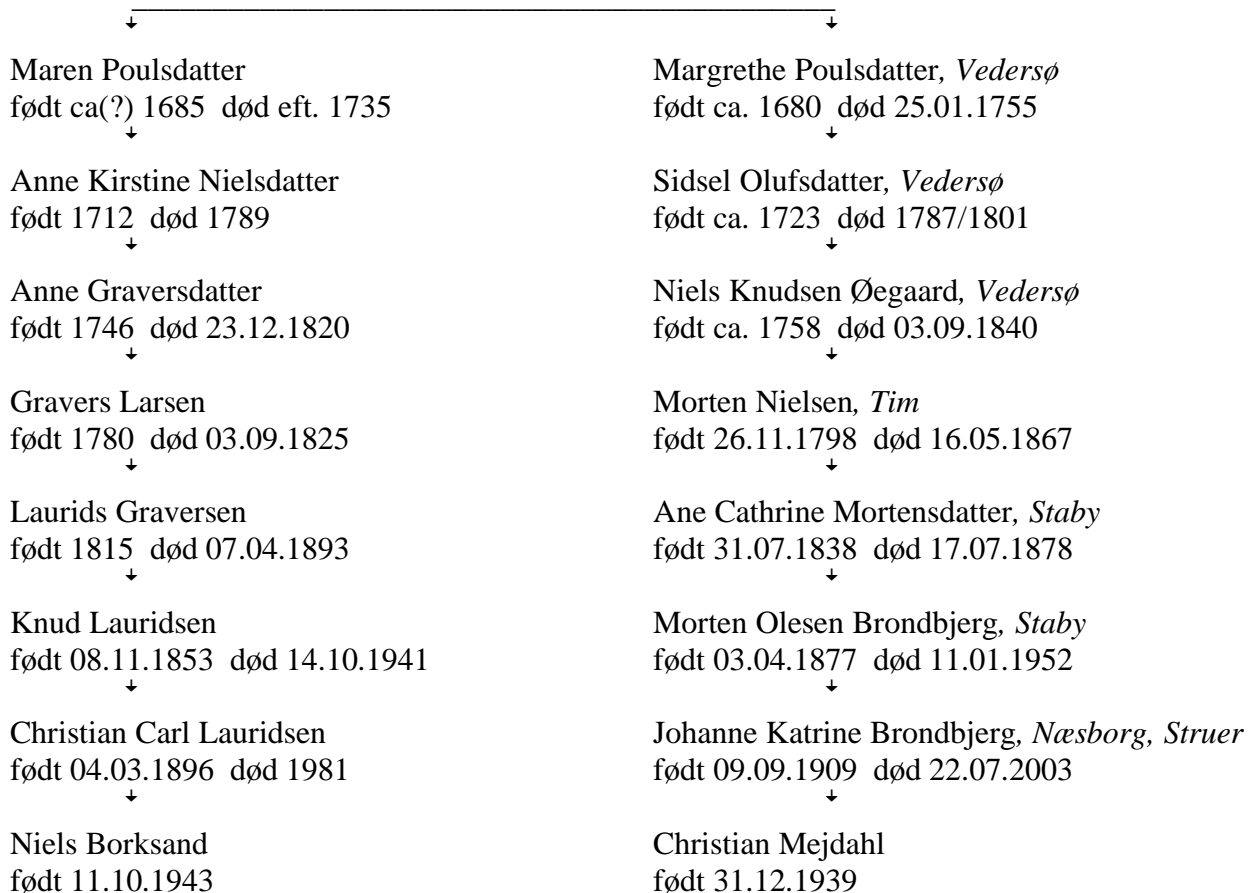 Maren Poulsdatter
født ca(?) 1685 død eft. 1735
Anne Kirstine Nielsdatter
født 1712 død 1789
Anne Graversdatter
født 1746 død 23.12.1820
Gravers Larsen
født 1780 død 03.09.1825
Laurids Graversen
født 1815 død 07.04.1893
Knud Lauridsen
født 08.11.1853 død 14.10.1941
Christian Carl Lauridsen
født 04.03.1896 død 1981
Niels Borksand
født 11.10.1943
Margrethe Poulsdatter, Vedersø
født ca. 1680 død 25.01.1755
Sidsel Olufsdatter, Vedersø
født ca. 1723 død 1787/1801
Niels Knudsen Øegaard, Vedersø
født ca. 1758 død 03.09.1840
Morten Nielsen, Tim
født 26.11.1798 død 16.05.1867
Ane Cathrine Mortensdatter, Staby
født 31.07.1838 død 17.07.1878
Morten Olesen Brondbjerg, Staby
født 03.04.1877 død 11.01.1952
Johanne Katrine Brondbjerg, Næsborg, Struer
født 09.09.1909 død 22.07.2003
Christian Mejdahl
født 31.12.1939